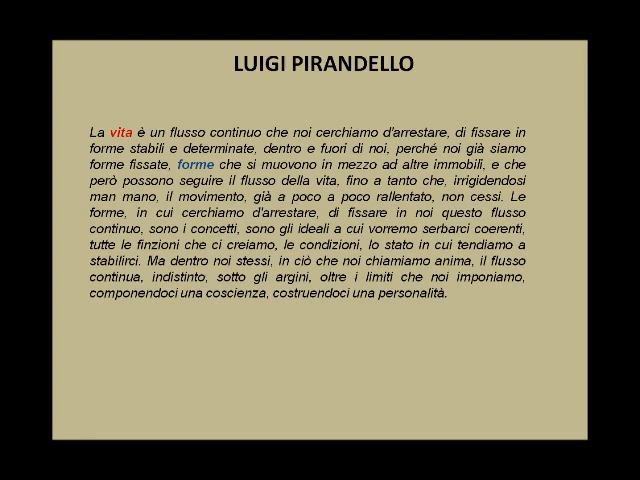 LUIGI PIRANDELLO
La vita è un flusso continuo che noi cerchiamo d'arrestare, di fissare in
forme stabili e determinate, dentro e fuori di noi, perché noi già siamo
forme fissate, forme che si muovono in mezzo ad altre immobili, e che
però possono seguire il flusso della vita, fino a tanto che, irrigidendosi
man mano, il movimento, già a poco a poco rallentato, non cessi. Le
forme, in cui cerchiamo d'arrestare, di fissare in noi questo flusso
continuo, sono i concetti, sono gli ideali a cui vorremo serbarci coerenti,
tutte le finzioni che ci creiamo, le condizioni, lo stato in cui tendiamo a
stabilirci. Ma dentro noi stessi, in ciò che noi chiamiamo anima, il flusso
continua, indistinto, sotto gli argini, oltre i limiti che noi imponiamo,
componendoci una coscienza, costruendoci una personalità.